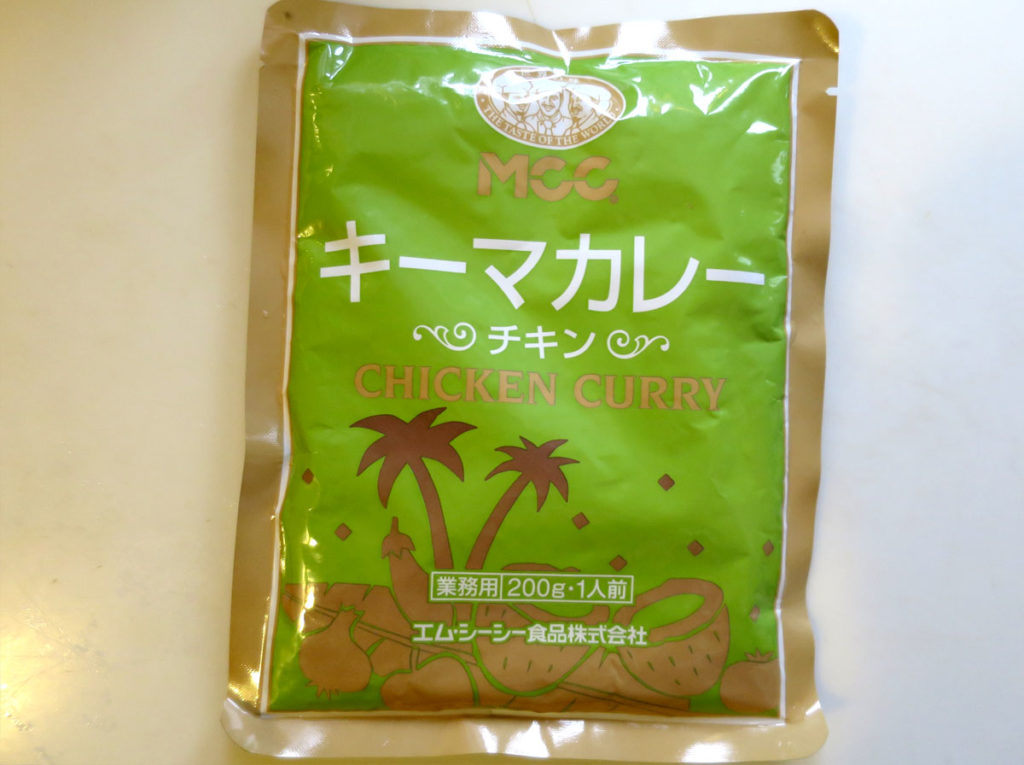 THE TASTE OF THE WORLD
MCC
キーマカレー
チキン
CHICKEN CURRY
業務用 200g・1人前
エム・シーシー食品株式会社